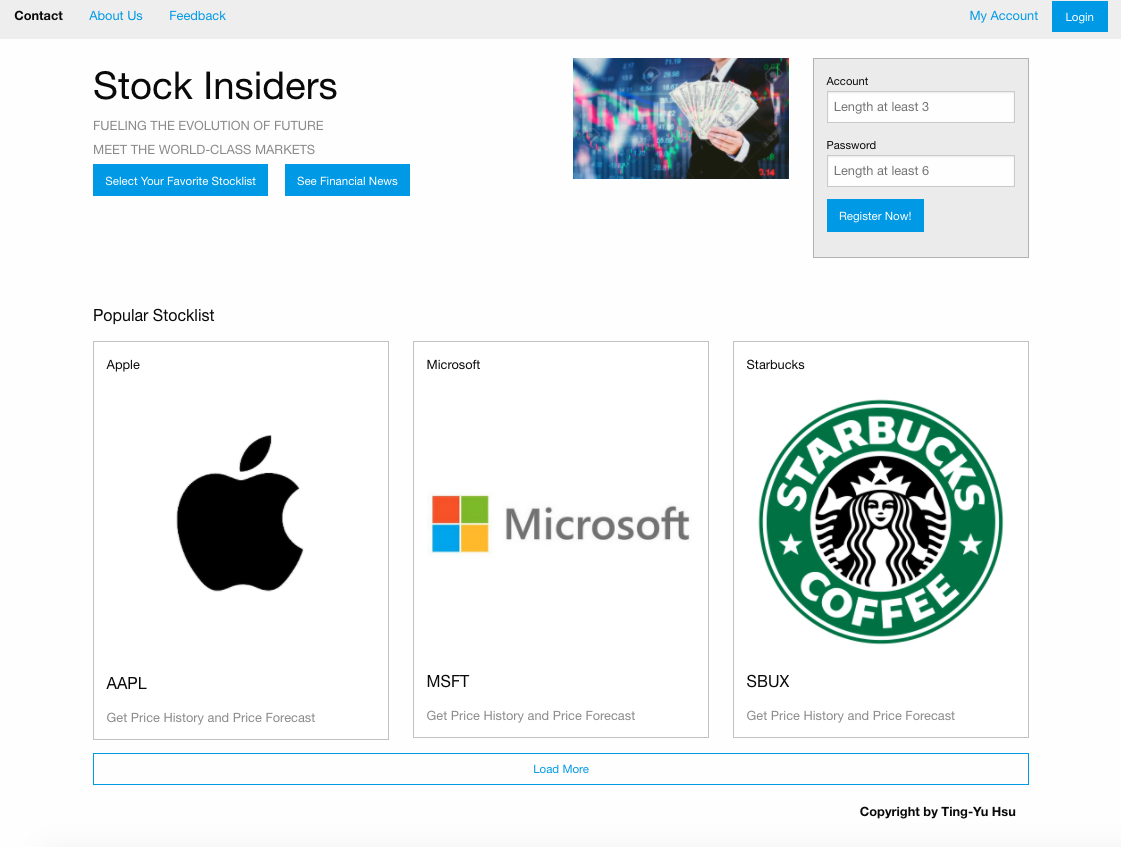 Contact About Us Feedback My Account Login
Stock Insiders
FUELING THE EVOLUTION OF FUTURE
MEET THE WORLD-CLASS MARKETS
Select Your Favorite Stocklist See Financial News
Account
Length at least 3
Password
Length at least 6
Register Now!
Popular Stocklist
Apple
AAPL
Get Price History and Price Forecast
Microsoft
Microsoft
MSFT
Get Price History and Price Forecast
Starbucks
STARBUCKS
COFFEE
SBUX
Get Price History and Price Forecast
Load More
Copyright by Ting-Yu Hsu